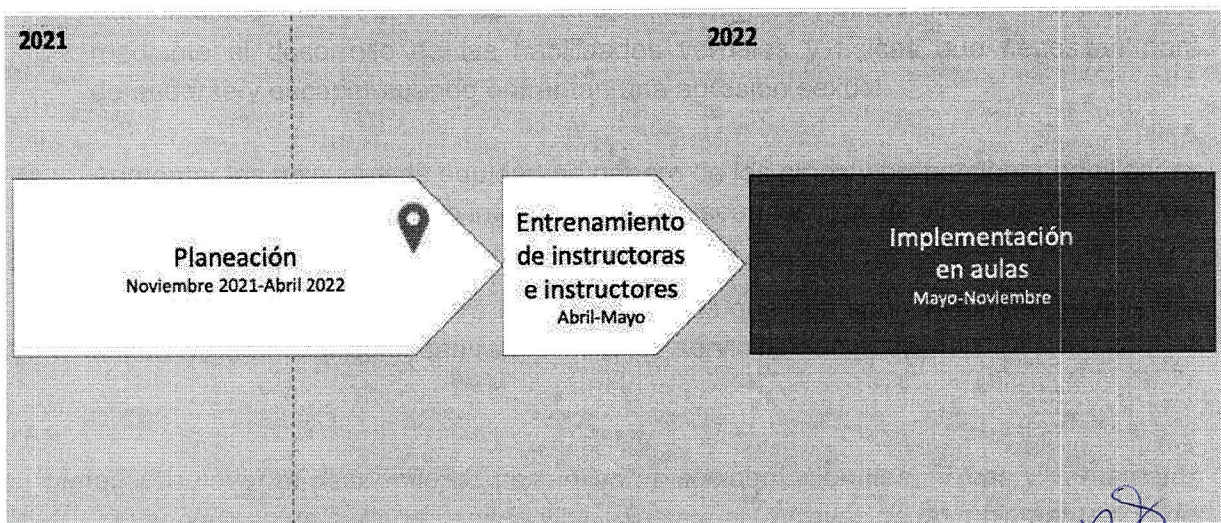 2021
2022
Planeación
Noviembre 2021-Abril 2022
Entrenamiento
de instructoras
e instructores
Abril-Mayo
Implementación
en aulas
Mayo-Noviembre